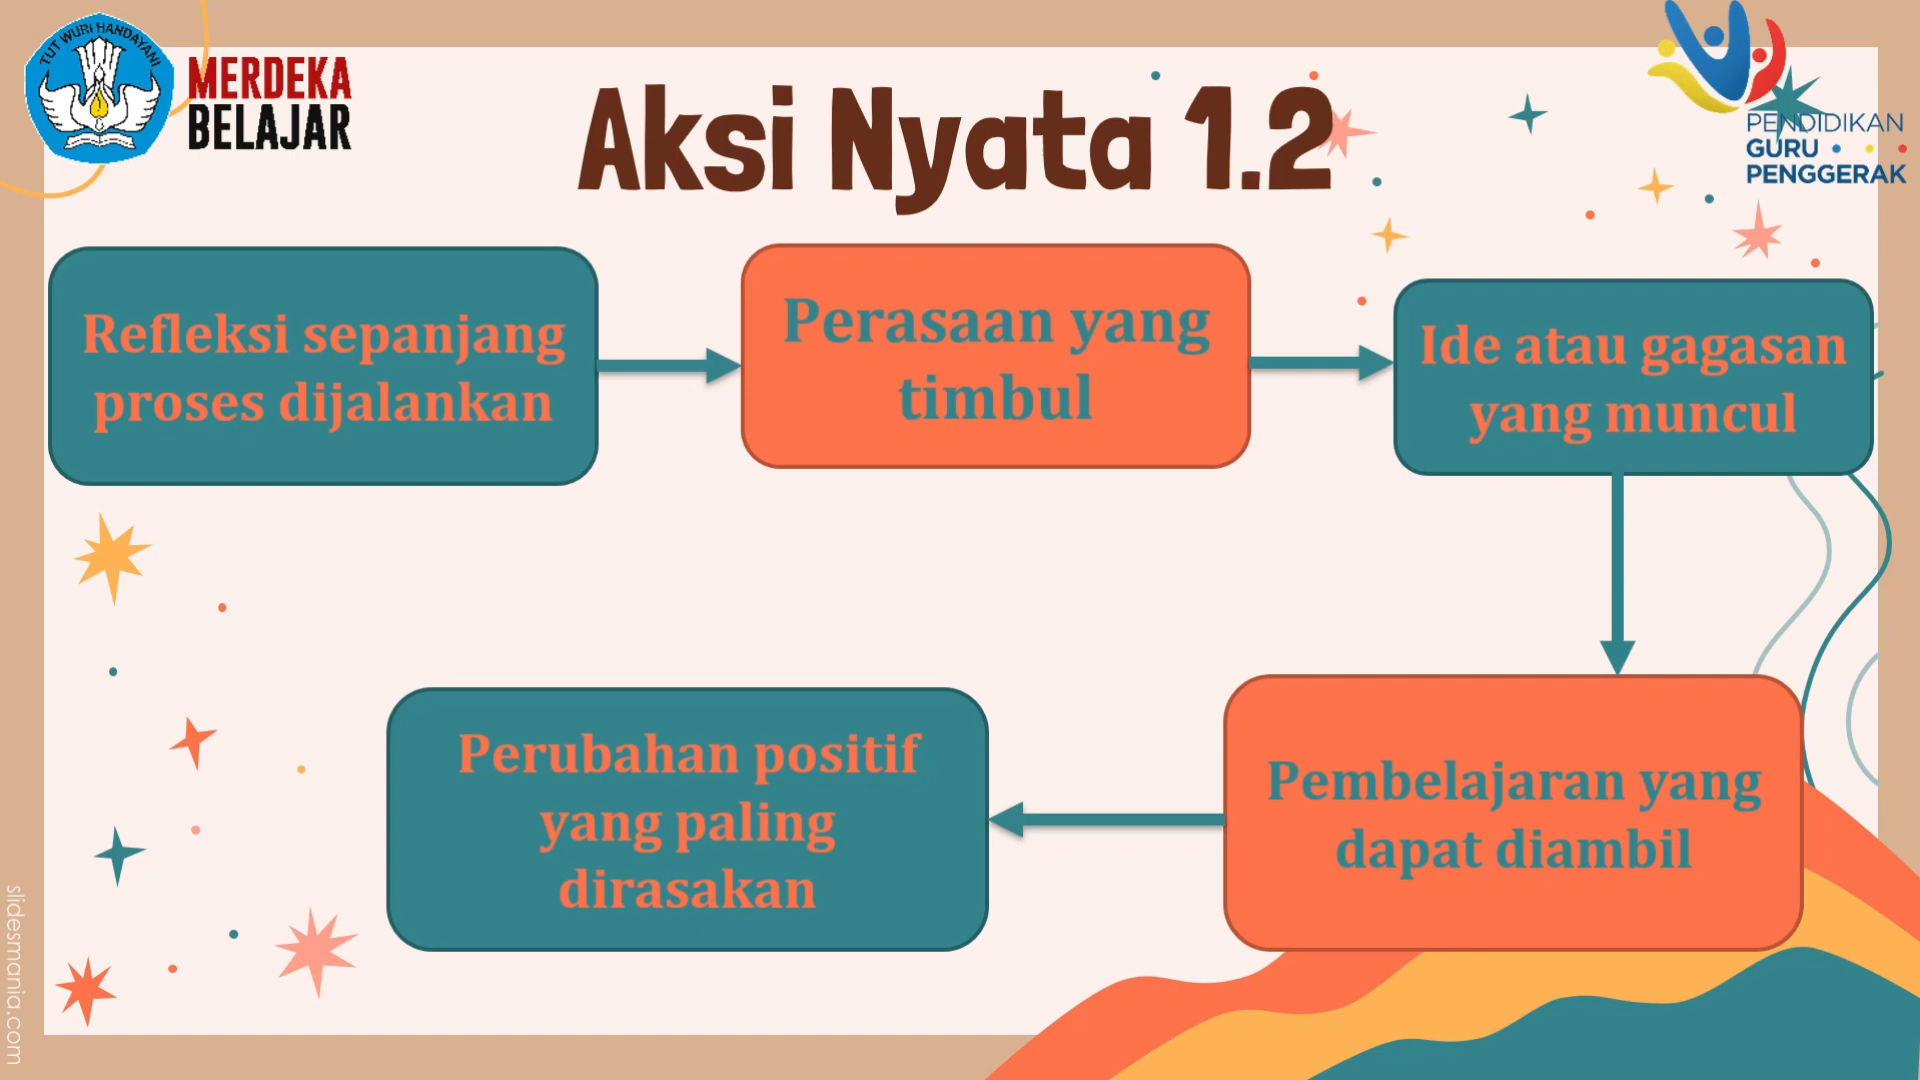 TUT WURI HANDAYANI
MERDEKA
BELAJAR
Aksi Nyata 1.2
PENDIDIKAN
GURU
PENGGERAK
Refleksi sepanjang
proses dijalankan
Perasaan yang
timbul
Ide atau gagasan
yang muncul
Perubahan positif
yang paling
dirasakan
Pembelajaran yang
dapat diambil
slidesmania.com